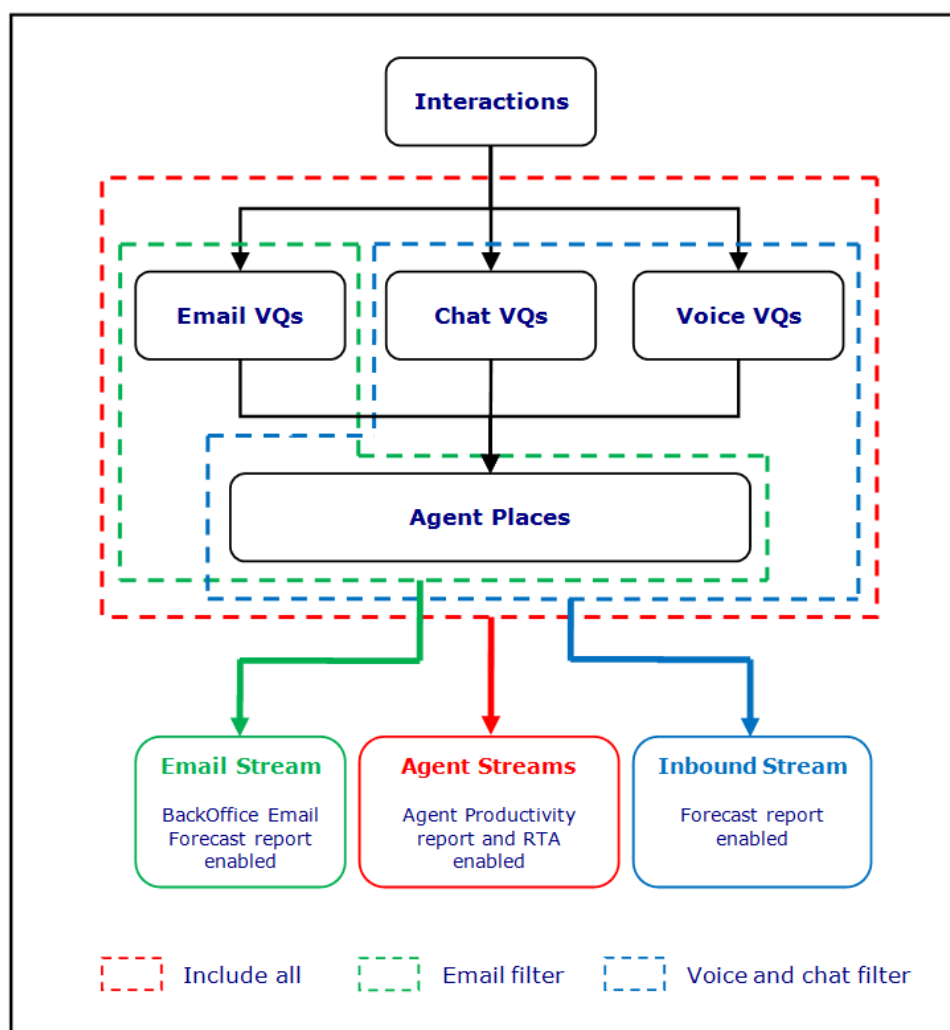 Interactions
Email VQs
Chat VQs
Voice VQs
Agent Places
Email Stream
BackOffice Email
Forecast report
enabled
Agent Streams
Agent Productivity
report and RTA
enabled
Inbound Stream
Forecast report
enabled
Include all
Email filter
Voice and chat filter